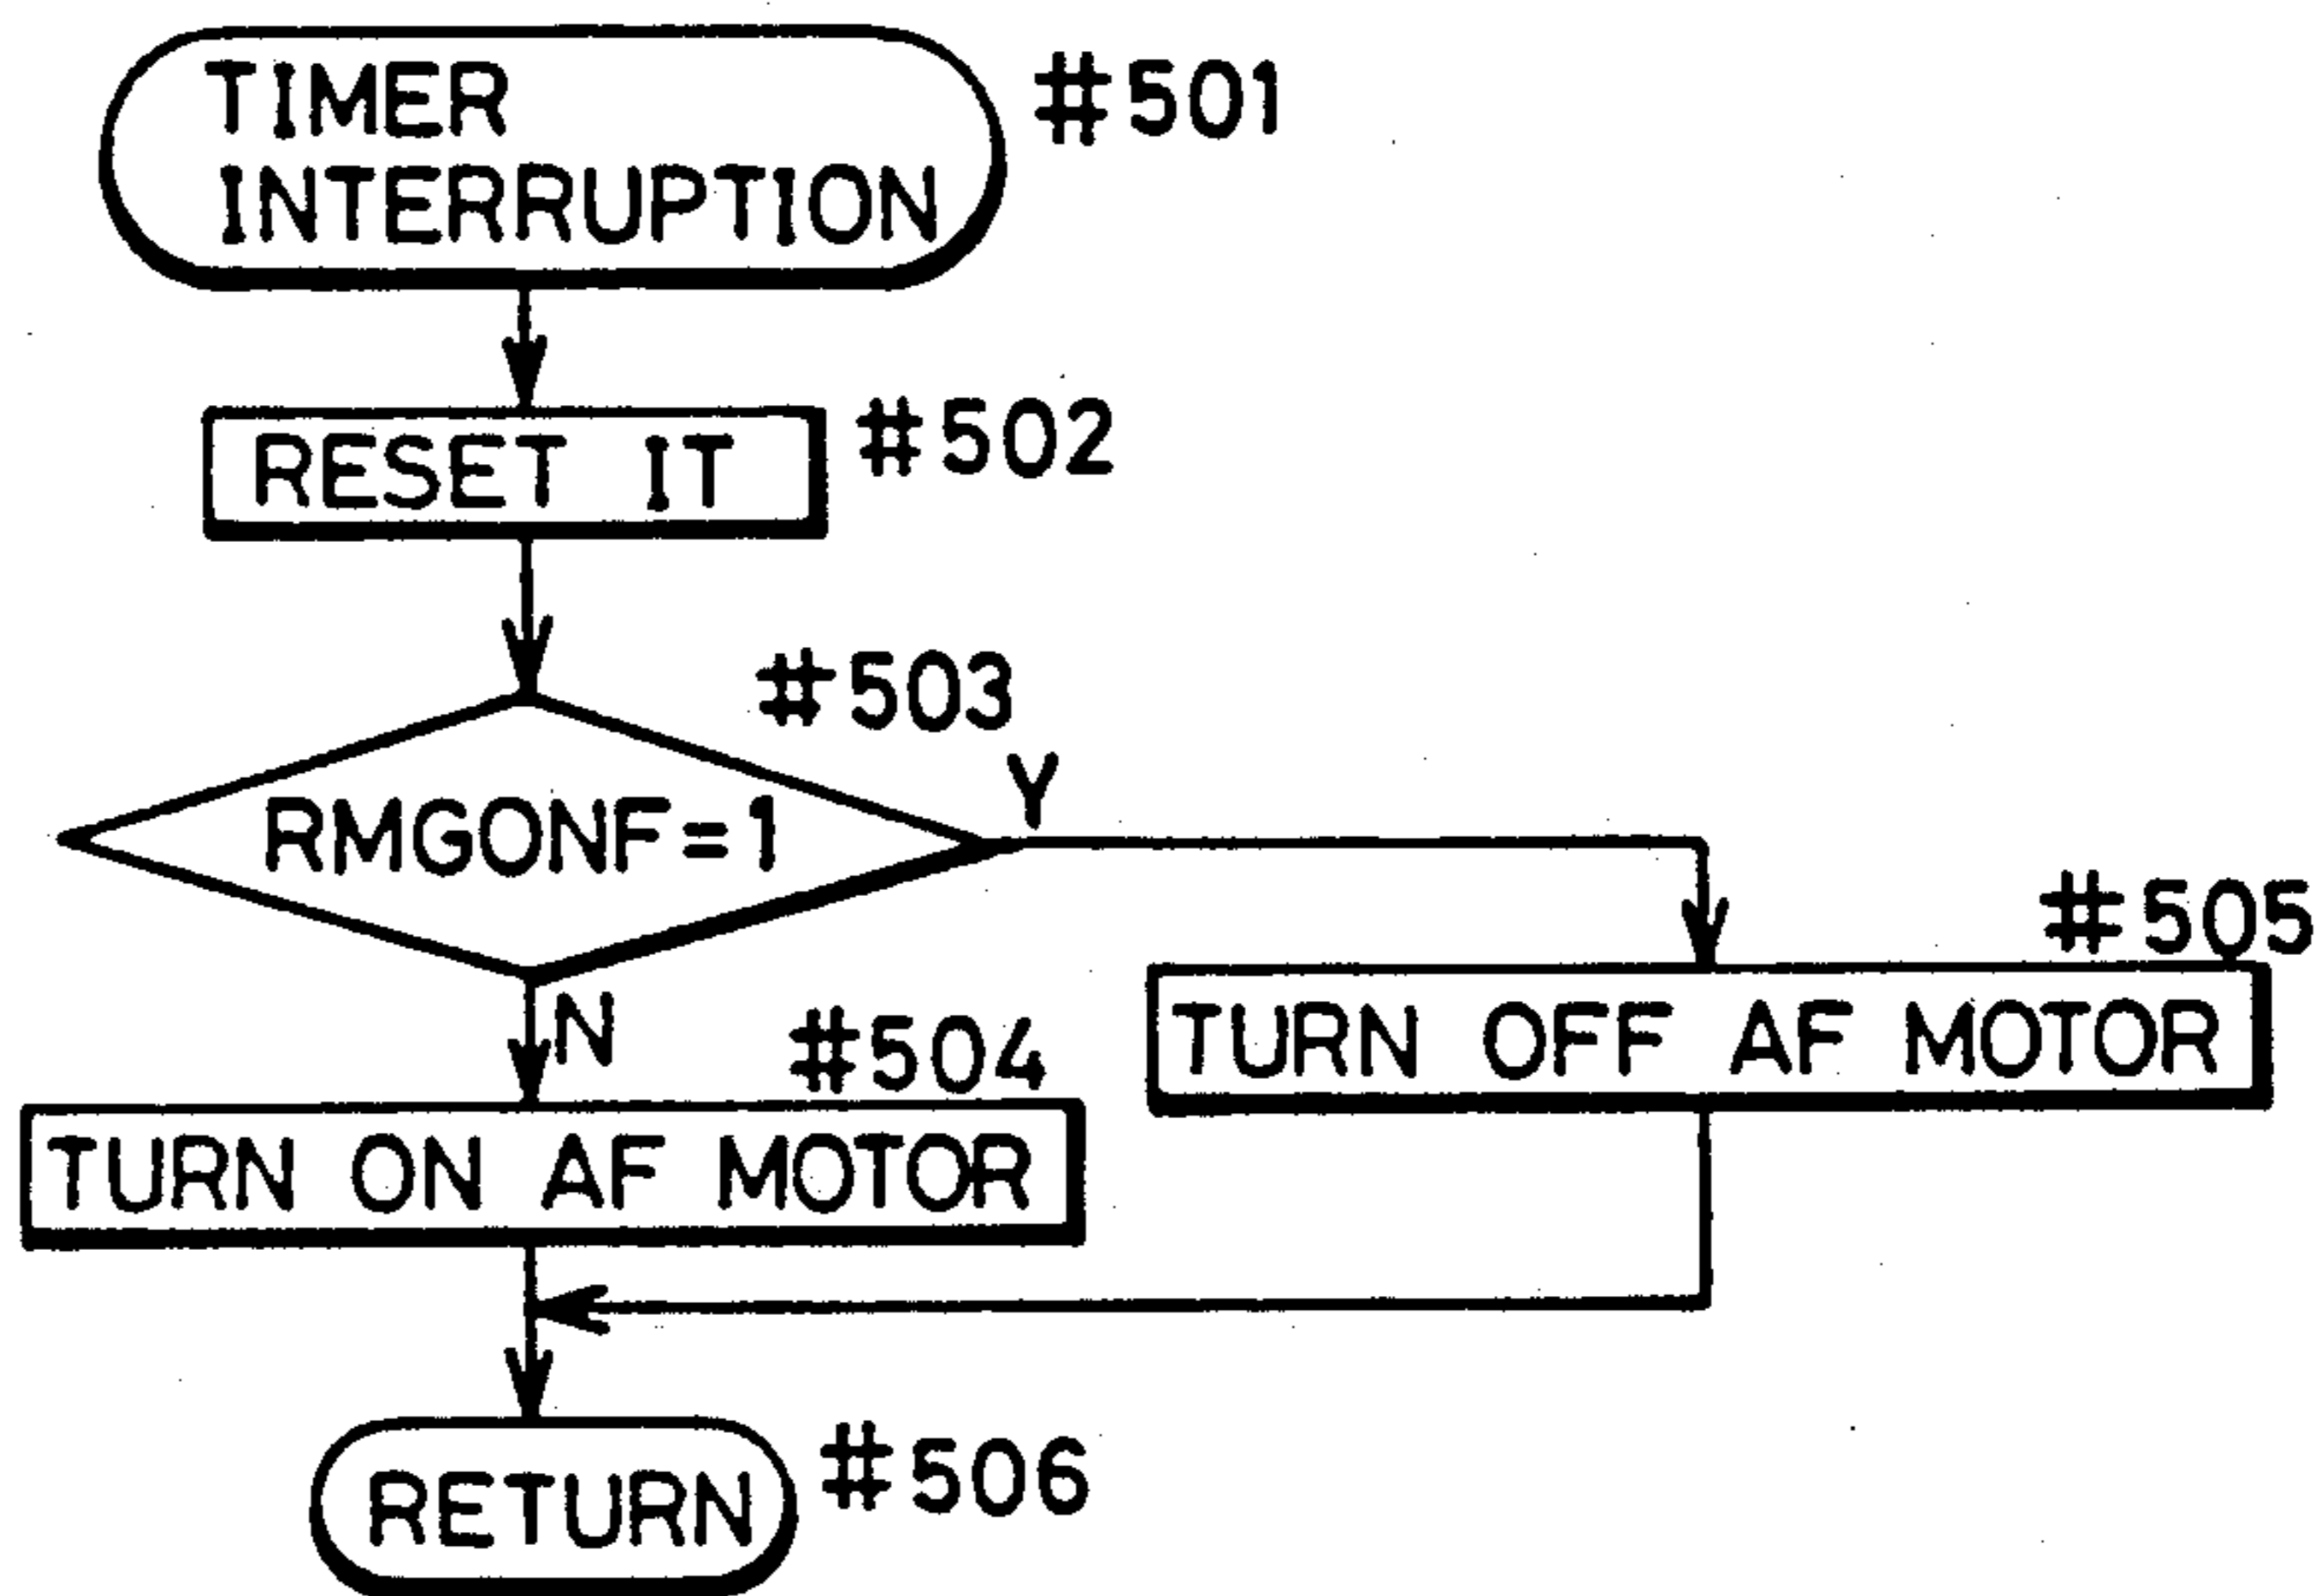 TIMER
INTERRUPTION
#501
RESET IT
#502
#503
RMGONF=1
Y
N
#504
TURN ON AF MOTOR
#505
TURN OFF AF MOTOR
RETURN
#506